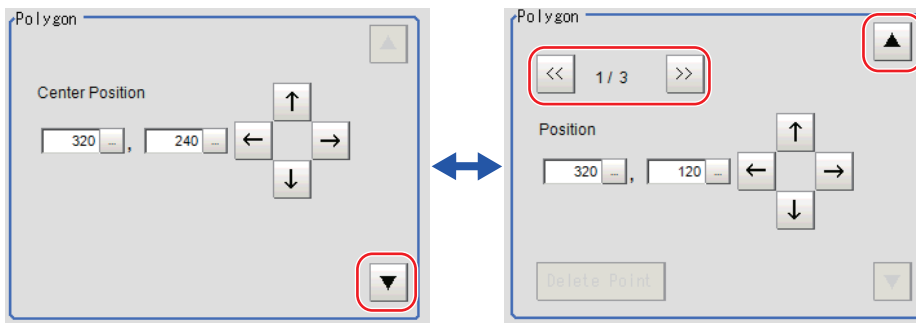 Polygon
Center Position
320 ... , 240 ...
Polygon
<< 1 / 3 >>
Position
320 ... , 120 ...
Delete Point